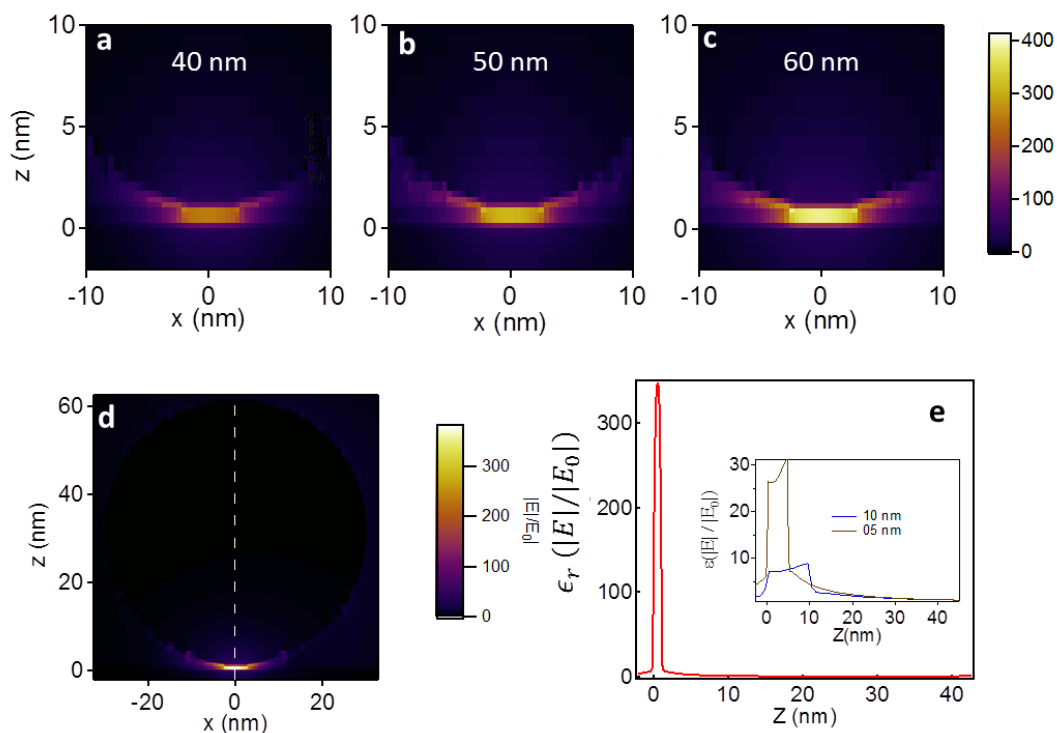 a
40 nm
10
5
0
z (nm)
-10
0
10
x (nm)
b
50 nm
10
5
0
-10
0
10
x (nm)
c
60 nm
10
5
0
-10
0
10
x (nm)
400
300
200
100
0
d
60
40
20
0
z (nm)
-20
0
20
x (nm)
300
200
100
0
|E|/E₀|
e
300
200
100
0
ϵᵣ (|E|/|E₀|)
0
10
20
30
40
Z (nm)
30
20
10
ε(|E| / |E₀|)
10 nm
05 nm
0
10
20
30
40
Z(nm)